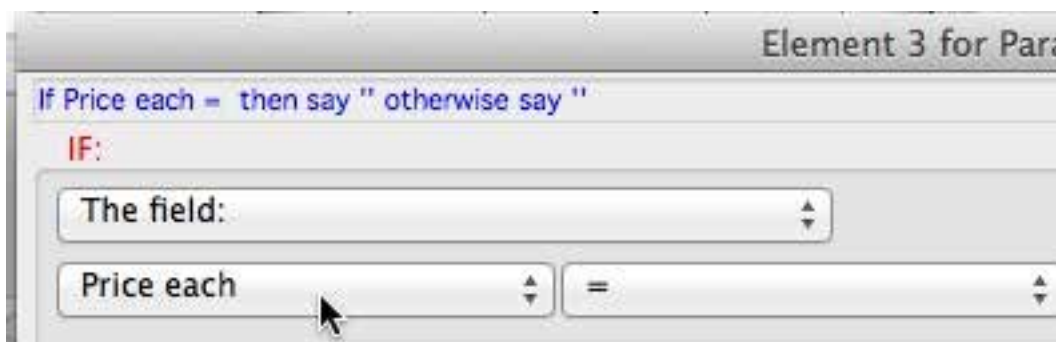 Element 3 for Para
If Price each = then say '' otherwise say ''
IF:
The field:
Price each =